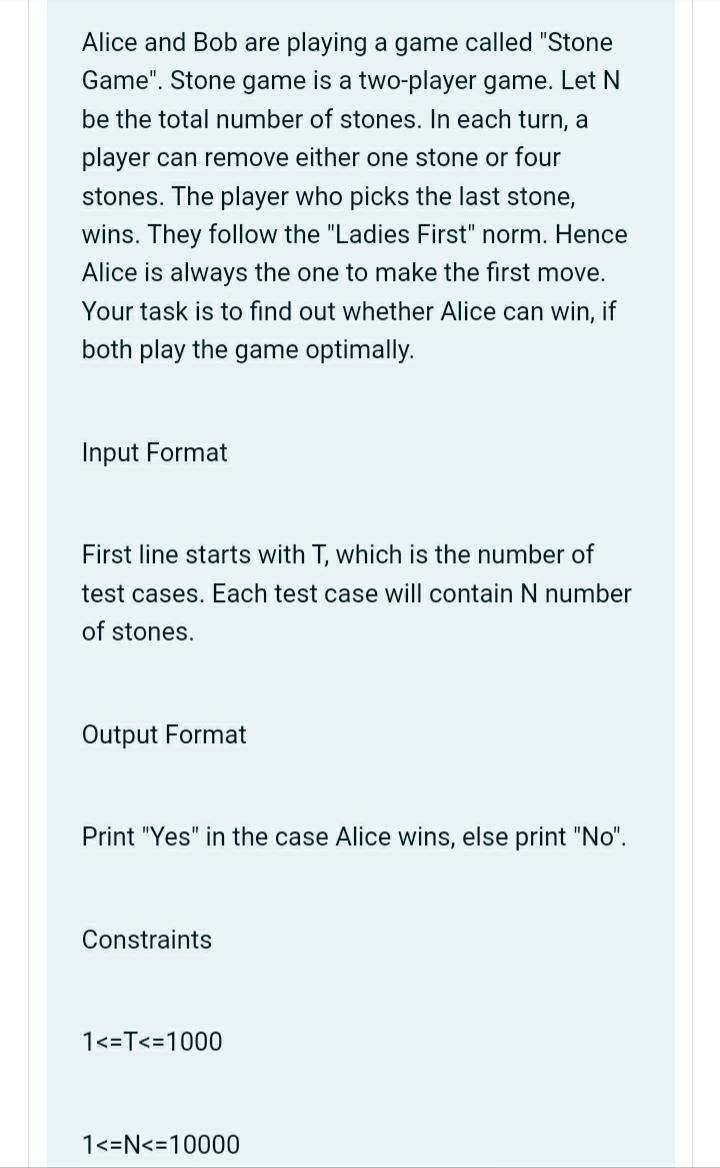 Alice and Bob are playing a game called "Stone
Game". Stone game is a two-player game. Let N
be the total number of stones. In each turn, a
player can remove either one stone or four
stones. The player who picks the last stone,
wins. They follow the "Ladies First" norm. Hence
Alice is always the one to make the first move.
Your task is to find out whether Alice can win, if
both play the game optimally.
Input Format
First line starts with T, which is the number of
test cases. Each test case will contain N number
of stones.
Output Format
Print "Yes" in the case Alice wins, else print "No".
Constraints
1<=T<=1000
1<=N<=10000